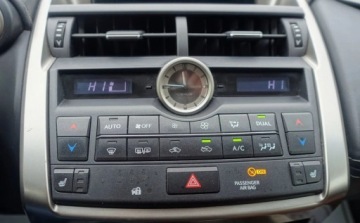 HI
HI
AUTO
OFF
DUAL
A/C
PASSENGER
AIR BAG